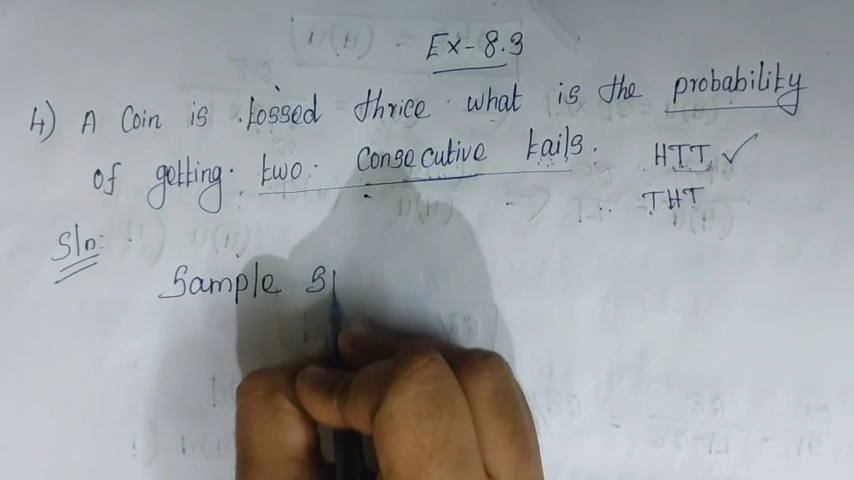 Ex-8.3
4) A Coin is tossed thrice. what is the probability
of getting two consecutive tails. HTT ✓
THT
Sln:
Sample S